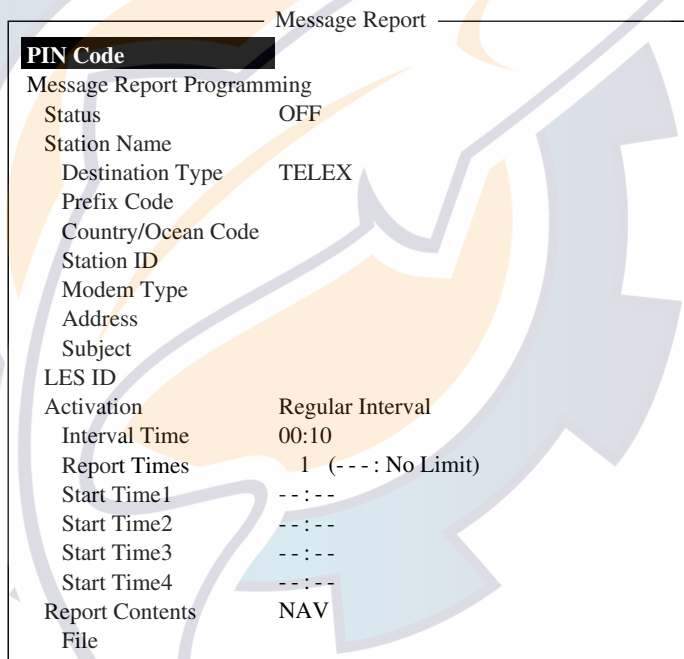 Message Report
PIN Code
Message Report Programming
Status OFF
Station Name
Destination Type TELEX
Prefix Code
Country/Ocean Code
Station ID
Modem Type
Address
Subject
LES ID
Activation Regular Interval
Interval Time 00:10
Report Times 1 (- - - : No Limit)
Start Time1 - - : - -
Start Time2 - - : - -
Start Time3 - - : - -
Start Time4 - - : - -
Report Contents NAV
File